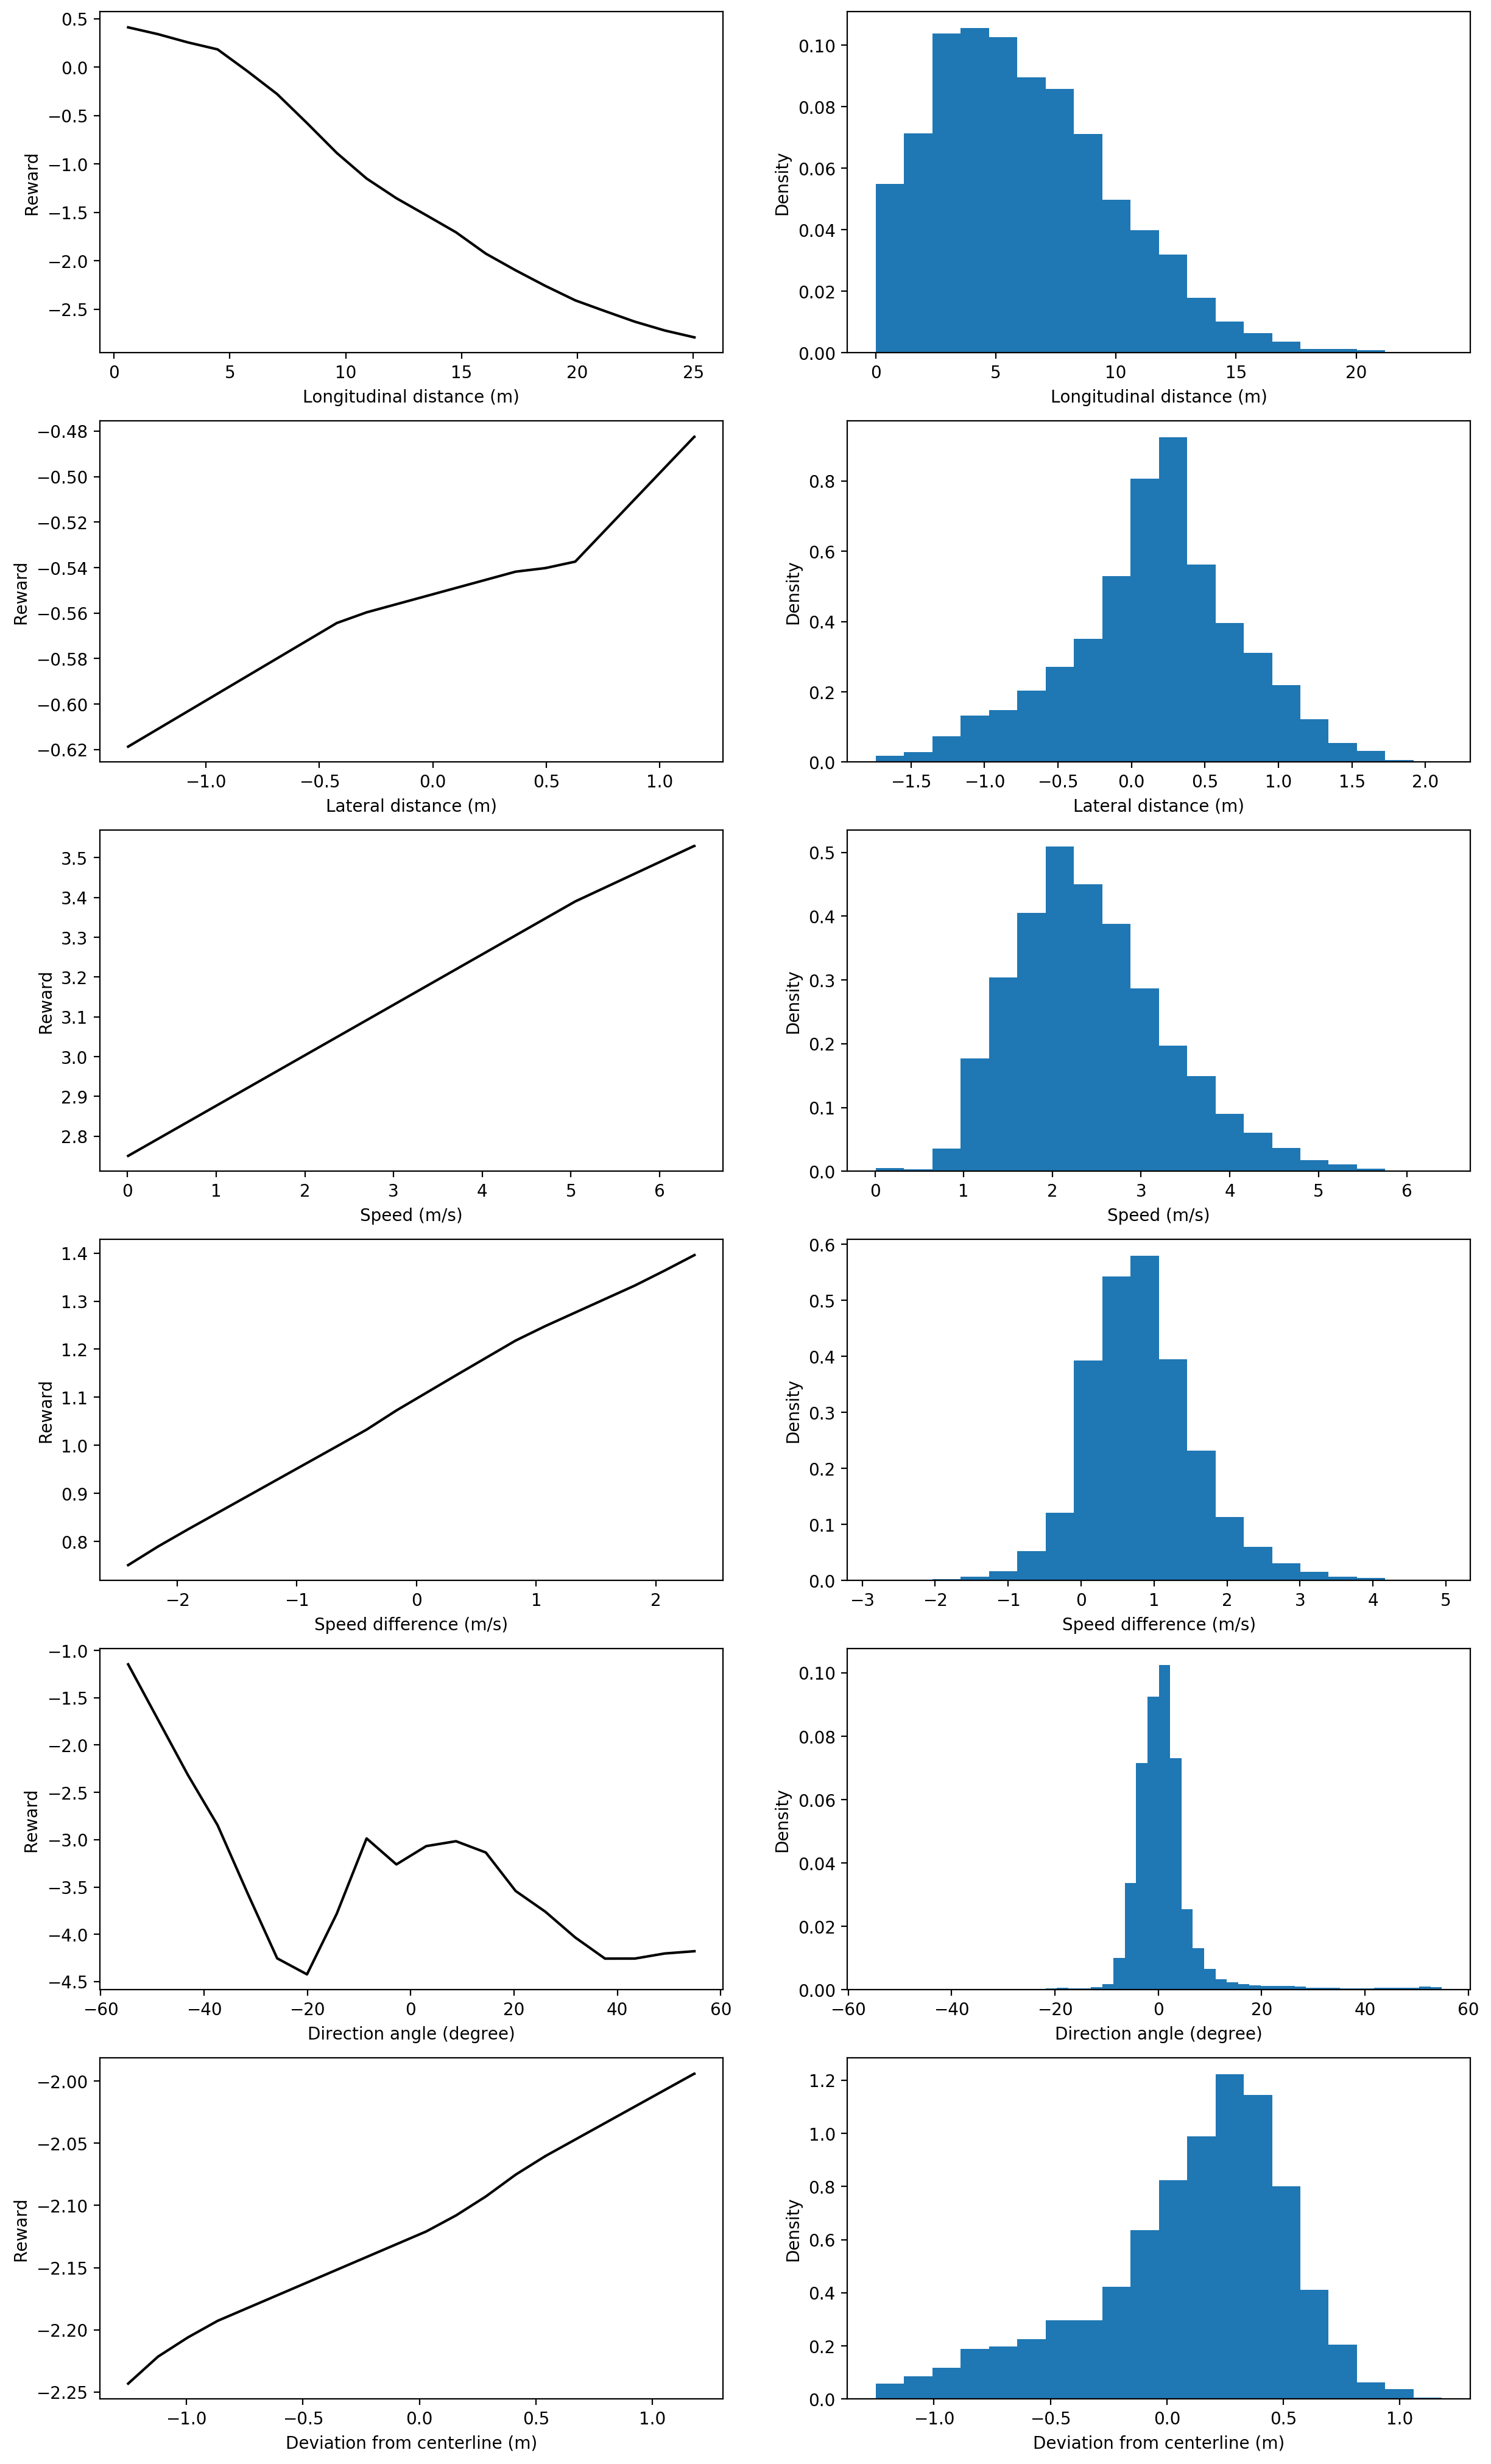 0.5
0.0
−0.5
−1.0
−1.5
−2.0
−2.5
Reward
0 5 10 15 20 25
Longitudinal distance (m)
0.10
0.08
0.06
0.04
0.02
0.00
Density
0 5 10 15 20
Longitudinal distance (m)
−0.48
−0.50
−0.52
−0.54
−0.56
−0.58
−0.60
−0.62
Reward
−1.0 −0.5 0.0 0.5 1.0
Lateral distance (m)
0.8
0.6
0.4
0.2
0.0
Density
−1.5 −1.0 −0.5 0.0 0.5 1.0 1.5 2.0
Lateral distance (m)
3.5
3.4
3.3
3.2
3.1
3.0
2.9
2.8
Reward
0 1 2 3 4 5 6
Speed (m/s)
0.5
0.4
0.3
0.2
0.1
0.0
Density
0 1 2 3 4 5 6
Speed (m/s)
1.4
1.3
1.2
1.1
1.0
0.9
0.8
Reward
−2 −1 0 1 2
Speed difference (m/s)
0.6
0.5
0.4
0.3
0.2
0.1
0.0
Density
−3 −2 −1 0 1 2 3 4 5
Speed difference (m/s)
−1.0
−1.5
−2.0
−2.5
−3.0
−3.5
−4.0
−4.5
Reward
−60 −40 −20 0 20 40 60
Direction angle (degree)
0.10
0.08
0.06
0.04
0.02
0.00
Density
−60 −40 −20 0 20 40 60
Direction angle (degree)
−2.00
−2.05
−2.10
−2.15
−2.20
−2.25
Reward
−1.0 −0.5 0.0 0.5 1.0
Deviation from centerline (m)
1.2
1.0
0.8
0.6
0.4
0.2
0.0
Density
−1.0 −0.5 0.0 0.5 1.0
Deviation from centerline (m)